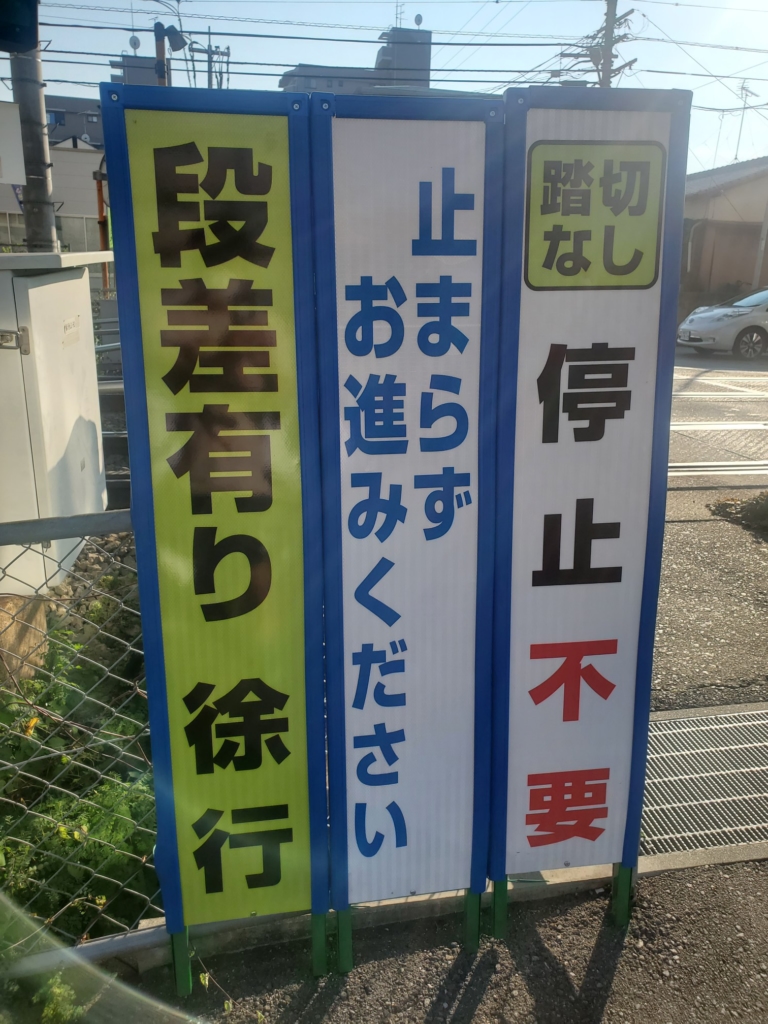 踏切
なし
停止不要
止まらず
お進みください
段差有り 徐行